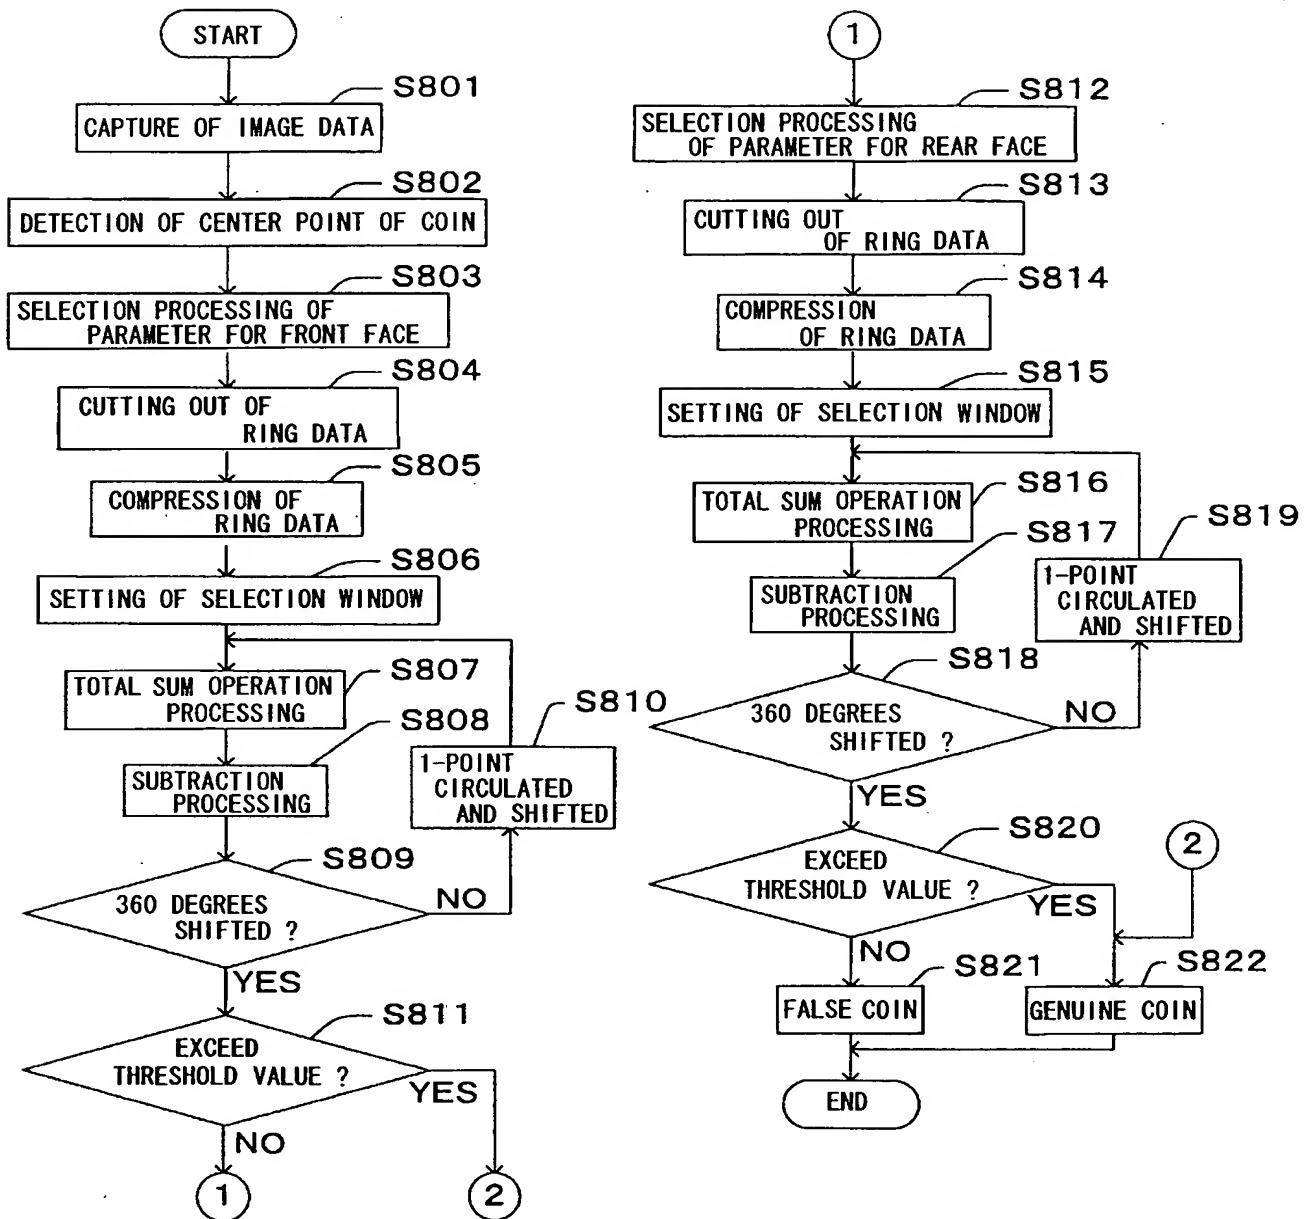 START
S801
CAPTURE OF IMAGE DATA
S802
DETECTION OF CENTER POINT OF COIN
S803
SELECTION PROCESSING OF
PARAMETER FOR FRONT FACE
S804
CUTTING OUT OF
RING DATA
S805
COMPRESSION OF
RING DATA
S806
SETTING OF SELECTION WINDOW
S807
TOTAL SUM OPERATION
PROCESSING
S808
SUBTRACTION
PROCESSING
S810
1-POINT
CIRCULATED
AND SHIFTED
S809
360 DEGREES
SHIFTED ?
NO
YES
S811
EXCEED
THRESHOLD VALUE ?
YES
NO
1
2
1
S812
SELECTION PROCESSING
OF PARAMETER FOR REAR FACE
S813
CUTTING OUT
OF RING DATA
S814
COMPRESSION
OF RING DATA
S815
SETTING OF SELECTION WINDOW
S816
TOTAL SUM OPERATION
PROCESSING
S817
SUBTRACTION
PROCESSING
S819
1-POINT
CIRCULATED
AND SHIFTED
S818
360 DEGREES
SHIFTED ?
NO
YES
S820
EXCEED
THRESHOLD VALUE ?
2
YES
NO
S821
FALSE COIN
S822
GENUINE COIN
END